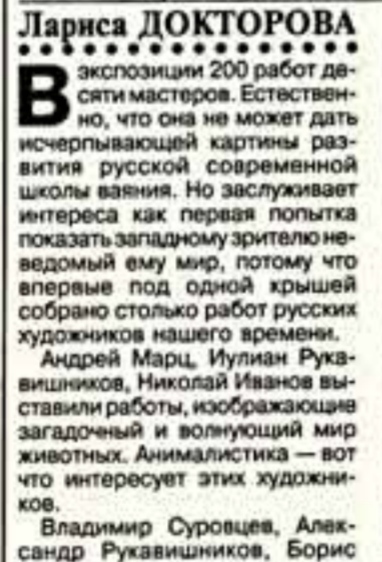 Лариса ДОКТОРОВА
В экспозиции 200 работ де-
сяти мастеров. Естествен-
но, что она не может дать
исчерпывающей картины раз-
вития русской современной
школы ваяния. Но заслуживает
интереса как первая попытка
показать западному зрителю не-
ведомый ему мир, потому что
впервые под одной крышей
собрано столько работ русских
художников нашего времени.
Андрей Марц, Иулиан Рука-
вишников, Николай Иванов вы-
ставили работы, изображающие
загадочный и волнующий мир
животных. Анималистика — вот
что интересует этих художни-
ков.
Владимир Суровцев, Алек-
сандр Рукавишников, Борис